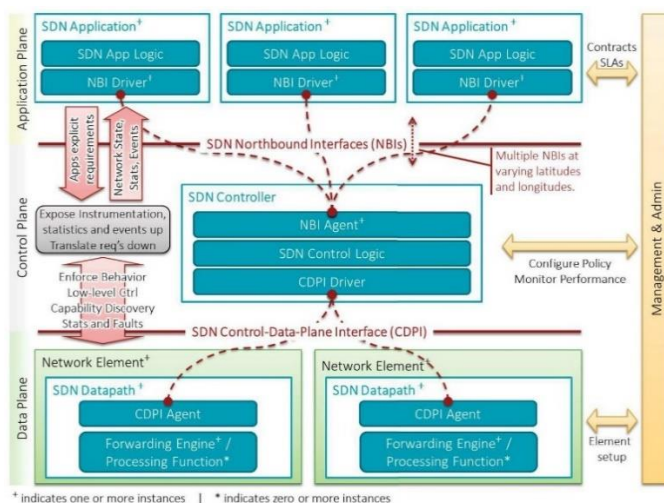 Application Plane
SDN Application+
SDN App Logic
NBI Driver+
SDN Application+
SDN App Logic
NBI Driver+
SDN Application+
SDN App Logic
NBI Driver+
Contracts
SLAs
Apps explicit
requirements
Network State,
Stats, Events
SDN Northbound Interfaces (NBIs)
Multiple NBIs at
varying latitudes
and longitudes.
Control Plane
Expose Instrumentation,
statistics and events up
Translate req's down
SDN Controller
NBI Agent+
SDN Control Logic
CDPI Driver
Configure Policy
Monitor Performance
Management & Admin
Enforce Behavior
Low-level Ctrl
Capability Discovery
Stats and Faults
SDN Control-Data-Plane Interface (CDPI)
Data Plane
Network Element+
SDN Datapath +
CDPI Agent
Forwarding Engine+ /
Processing Function*
Network Element+
SDN Datapath +
CDPI Agent
Forwarding Engine+ /
Processing Function*
Element
setup
+ indicates one or more instances | * indicates zero or more instances